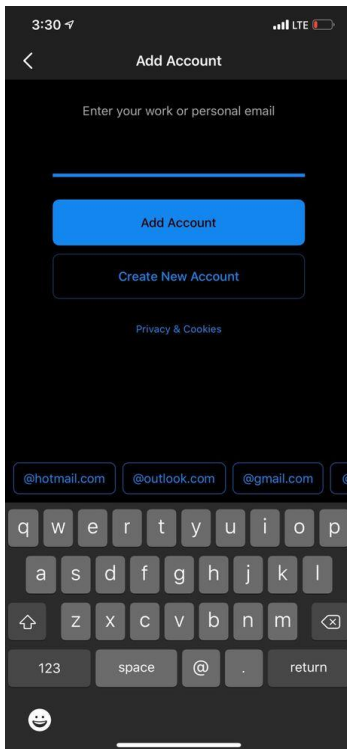 3:30 LTE
Add Account
Enter your work or personal email
Add Account
Create New Account
Privacy & Cookies
@hotmail.com @outlook.com @gmail.com @
q w e r t y u i o p
a s d f g h j k l
z x c v b n m
123 space @ . return